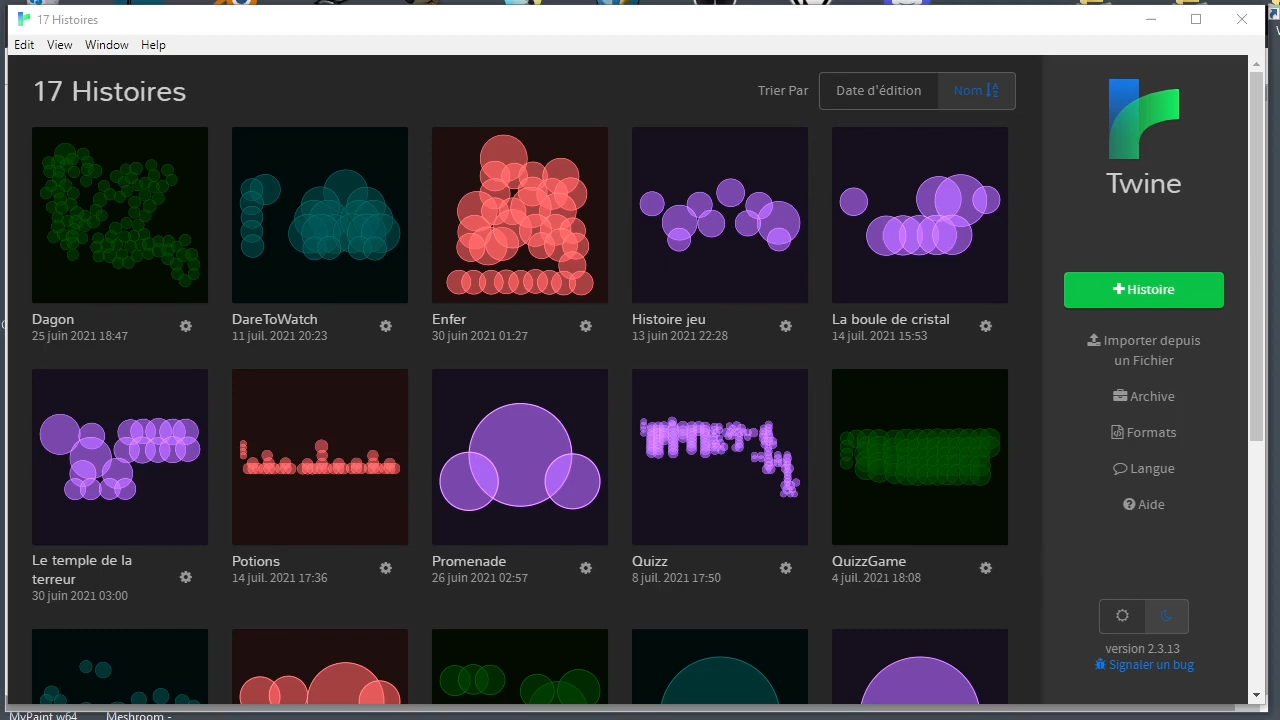 17 Histoires
Edit View Window Help
17 Histoires
Trier Par Date d'édition Nom
Dagon
25 juin 2021 18:47
DareToWatch
11 juil. 2021 20:23
Enfer
30 juin 2021 01:27
Histoire jeu
13 juin 2021 22:28
La boule de cristal
14 juil. 2021 15:53
Le temple de la
terreur
30 juin 2021 03:00
Potions
14 juil. 2021 17:36
Promenade
26 juin 2021 02:57
Quizz
8 juil. 2021 17:50
QuizzGame
4 juil. 2021 18:08
Twine
Histoire
Importer depuis
un Fichier
Archive
Formats
Langue
Aide
version 2.3.13
Signaler un bug
MyPaint w64 Meshroom -